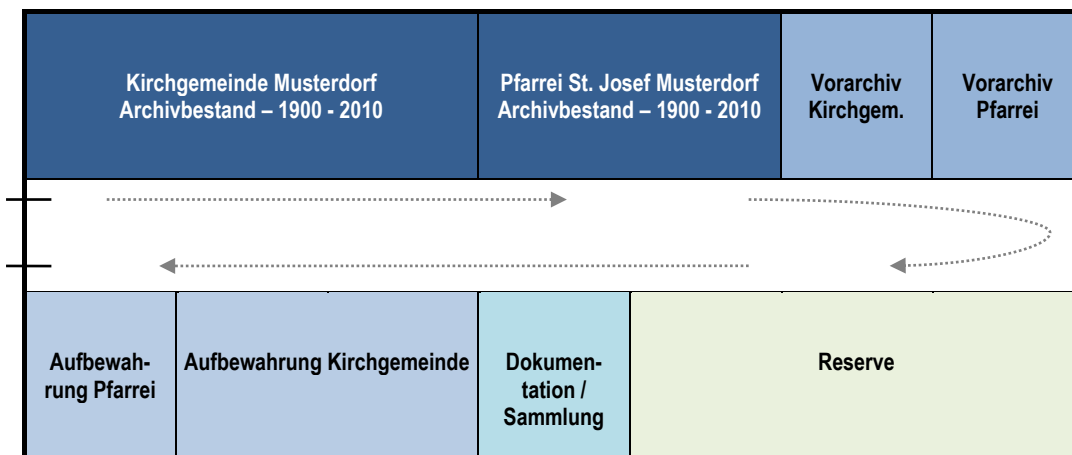 Kirchgemeinde Musterdorf
Archivbestand – 1900 - 2010
Pfarrei St. Josef Musterdorf
Archivbestand – 1900 - 2010
Vorarchiv
Kirchgem.
Vorarchiv
Pfarrei
Aufbewah-
rung Pfarrei
Aufbewahrung Kirchgemeinde
Dokumen-
tation /
Sammlung
Reserve